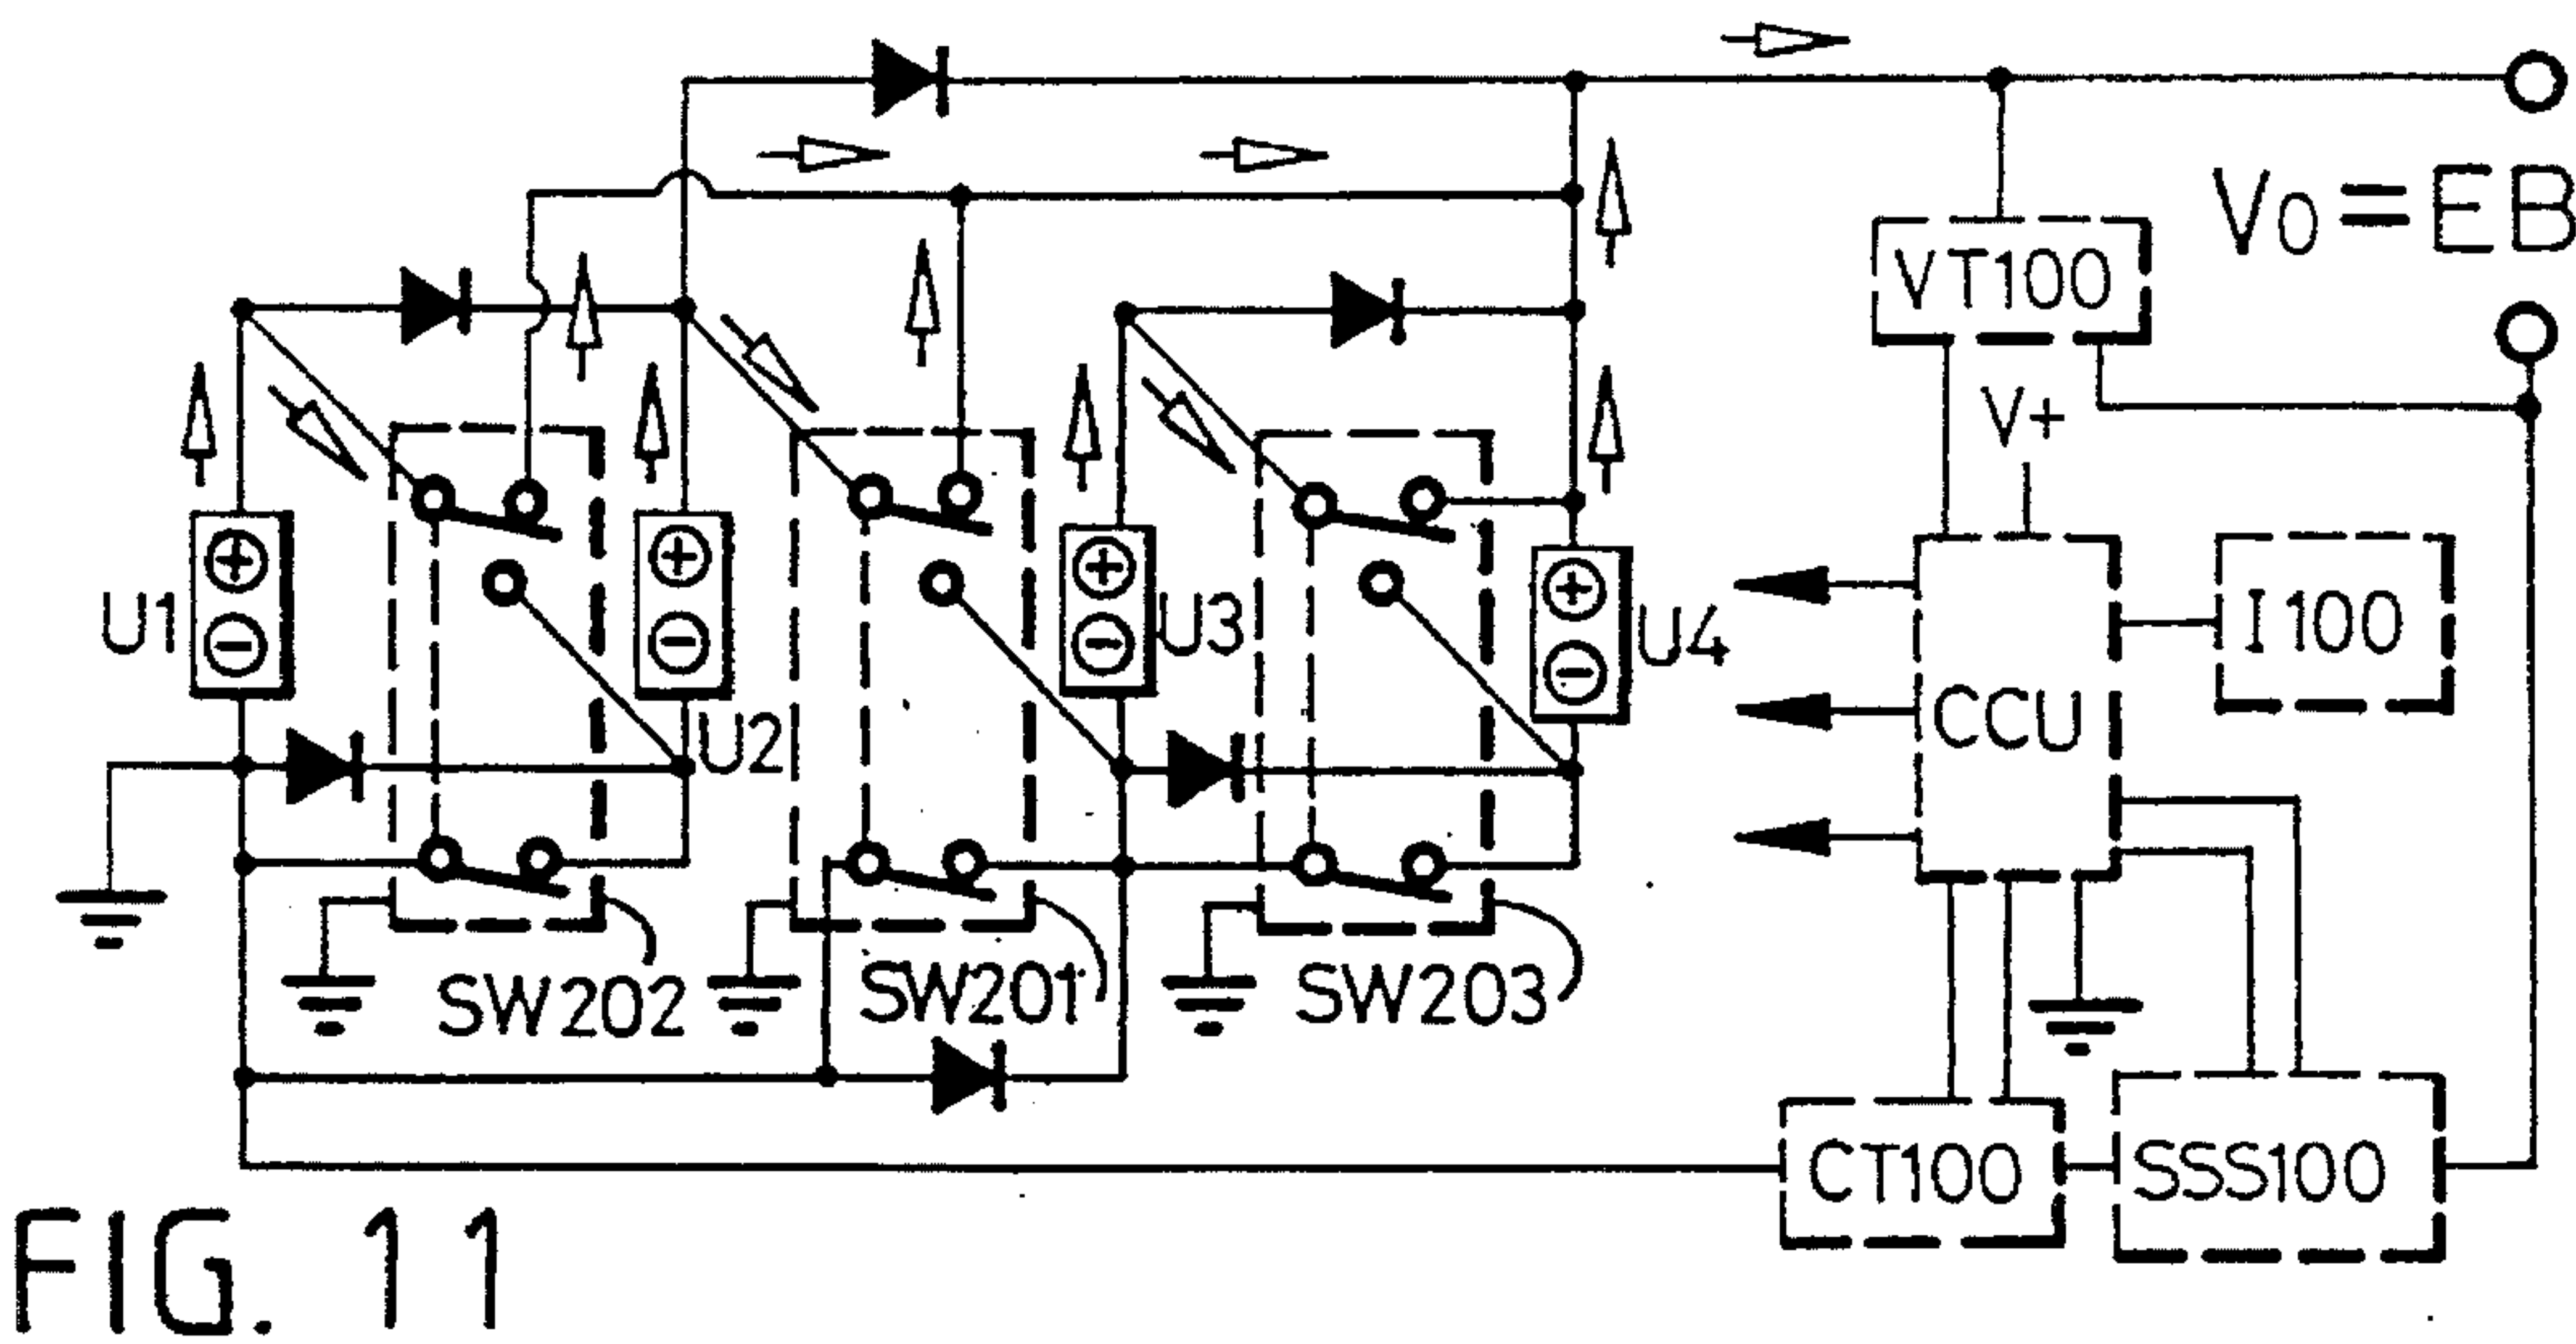 V0=EB
VT100
V+
U1
U2
U3
U4
CCU
I100
SW202
SW201
SW203
CT100
SSS100
FIG. 11